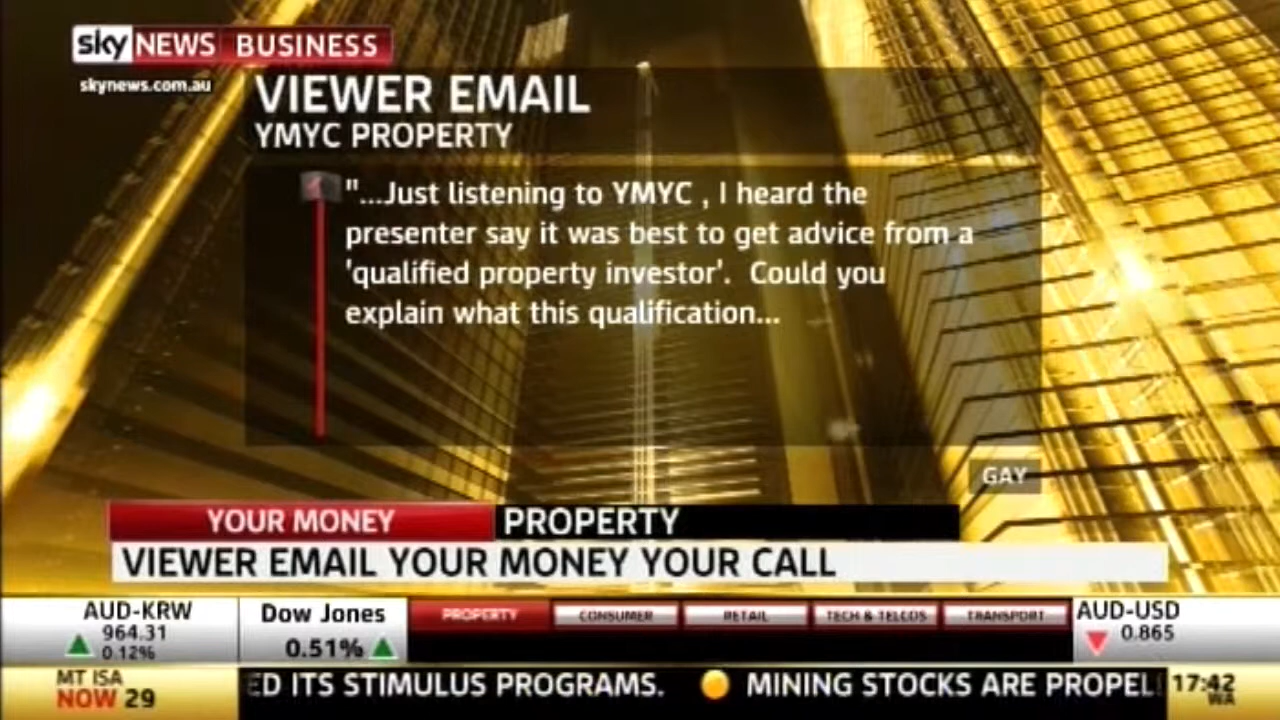 sky NEWS BUSINESS
skynews.com.au
VIEWER EMAIL
YMYC PROPERTY
"...Just listening to YMYC , I heard the
presenter say it was best to get advice from a
'qualified property investor'.  Could you
explain what this qualification...
GAY
YOUR MONEY PROPERTY
VIEWER EMAIL YOUR MONEY YOUR CALL
AUD-KRW
964.31
0.12%
Dow Jones
0.51%
PROPERTY CONSUMER RETAIL TECH & TELCOS TRANSPORT
AUD-USD
0.865
MT ISA
NOW 29
ED ITS STIMULUS PROGRAMS. MINING STOCKS ARE PROPEL
17:42
WA